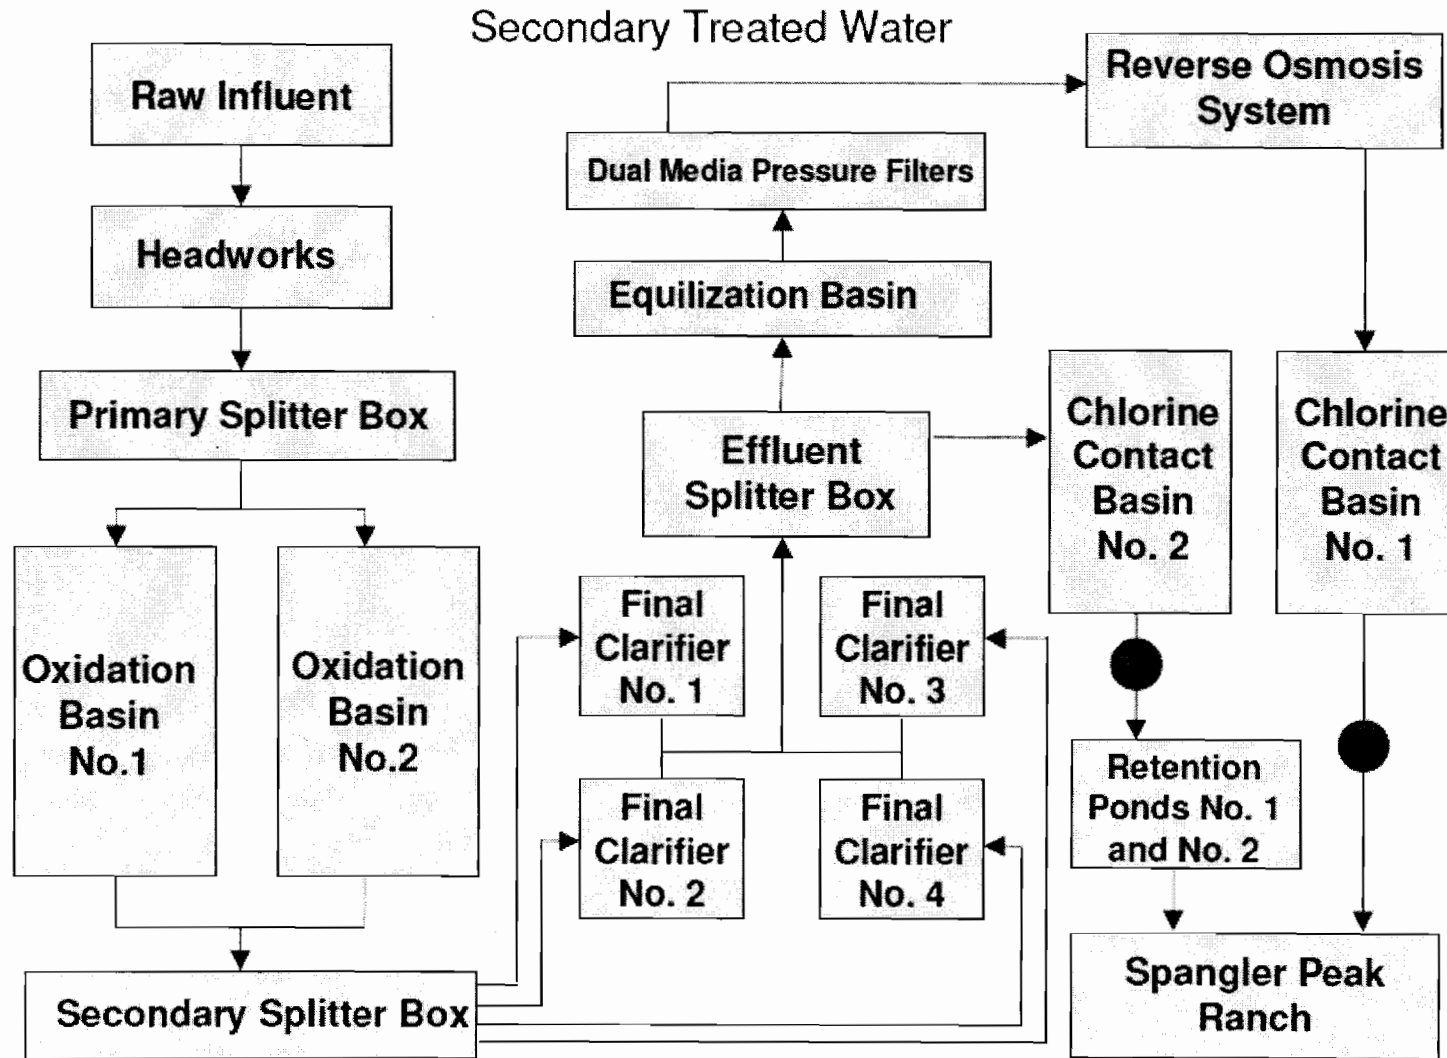 Secondary Treated Water
Raw Influent
Headworks
Primary Splitter Box
Oxidation
Basin
No.1
Oxidation
Basin
No.2
Secondary Splitter Box
Dual Media Pressure Filters
Equilization Basin
Effluent
Splitter Box
Final
Clarifier
No. 1
Final
Clarifier
No. 3
Final
Clarifier
No. 2
Final
Clarifier
No. 4
Reverse Osmosis
System
Chlorine
Contact
Basin
No. 2
Chlorine
Contact
Basin
No. 1
Retention
Ponds No. 1
and No. 2
Spangler Peak
Ranch